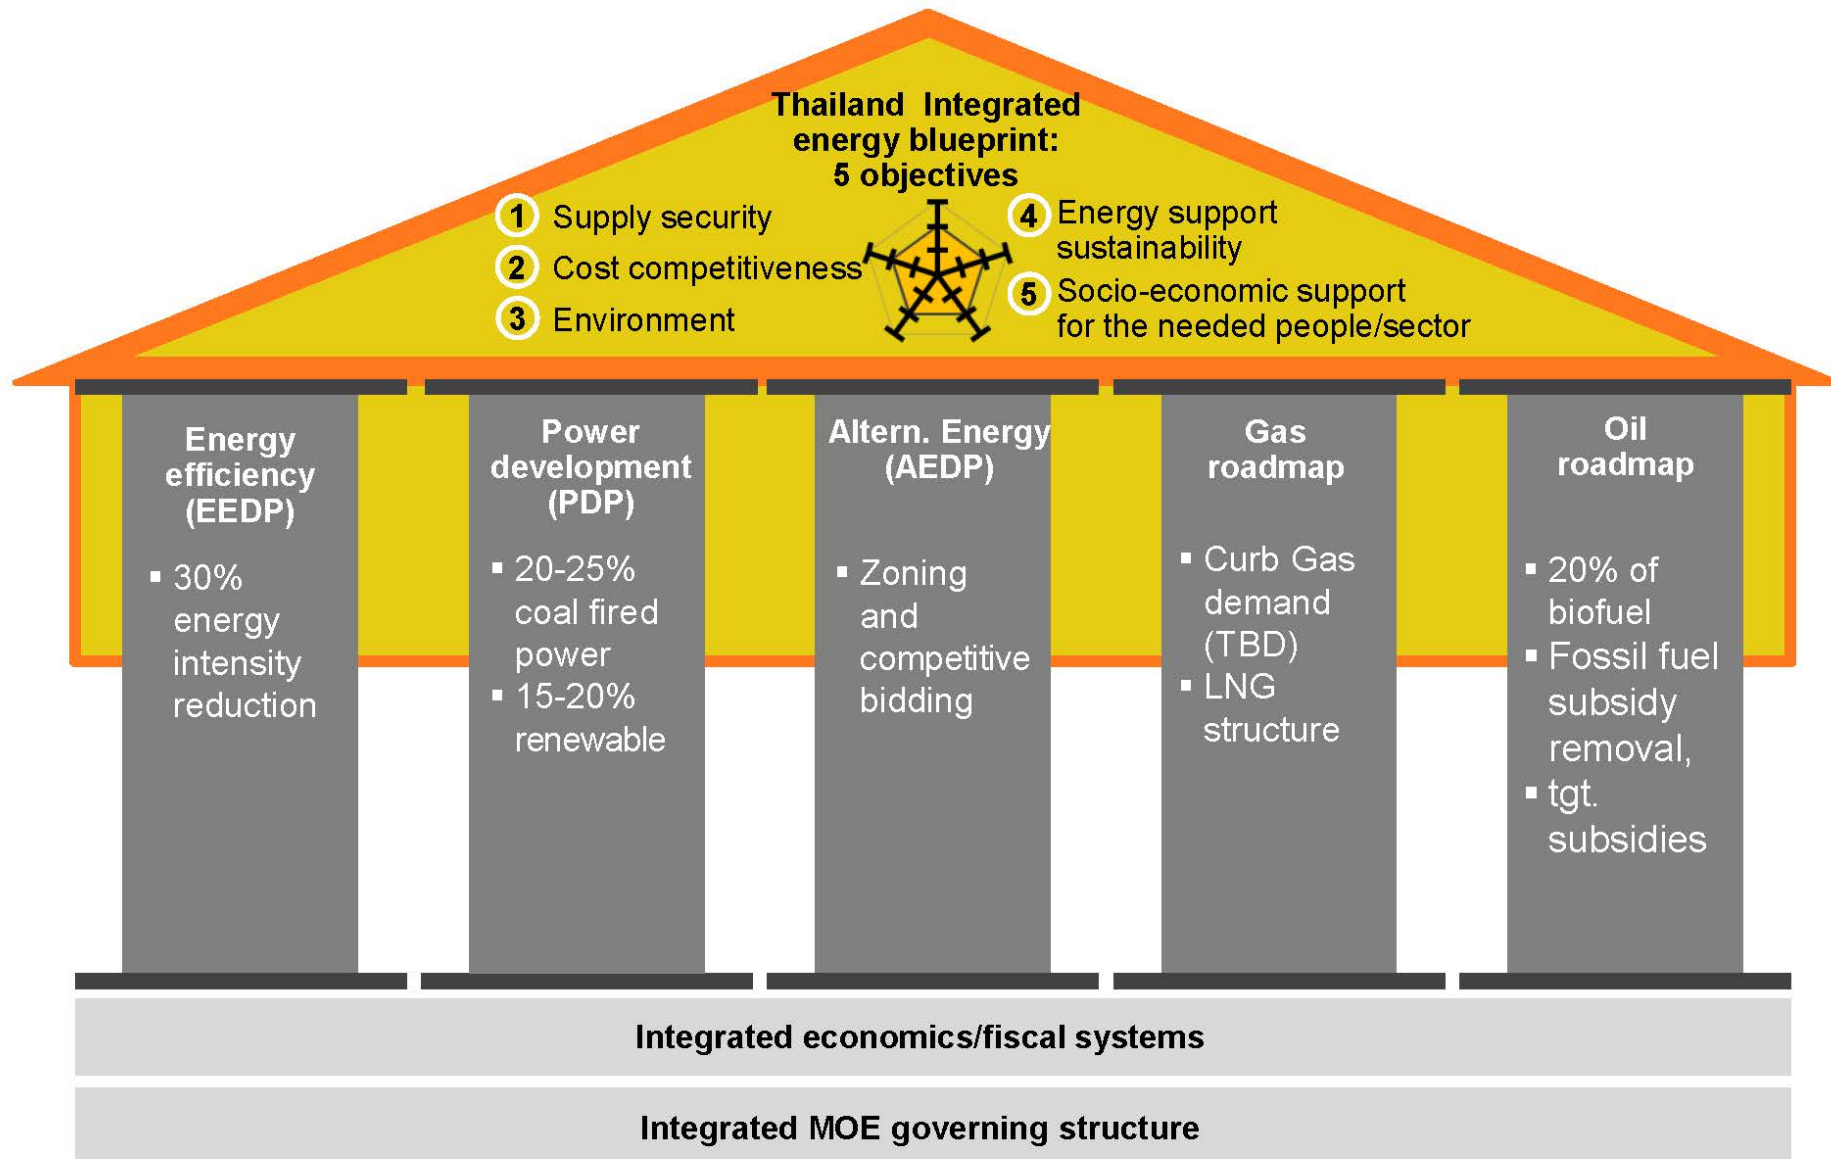 Thailand Integrated
energy blueprint:
5 objectives
1 Supply security
2 Cost competitiveness
3 Environment
4 Energy support
sustainability
5 Socio-economic support
for the needed people/sector
Energy
efficiency
(EEDP)
▪ 30%
energy
intensity
reduction
Power
development
(PDP)
▪ 20-25%
coal fired
power
▪ 15-20%
renewable
Altern. Energy
(AEDP)
▪ Zoning
and
competitive
bidding
Gas
roadmap
▪ Curb Gas
demand
(TBD)
▪ LNG
structure
Oil
roadmap
▪ 20% of
biofuel
▪ Fossil fuel
subsidy
removal,
▪ tgt.
subsidies
Integrated economics/fiscal systems
Integrated MOE governing structure